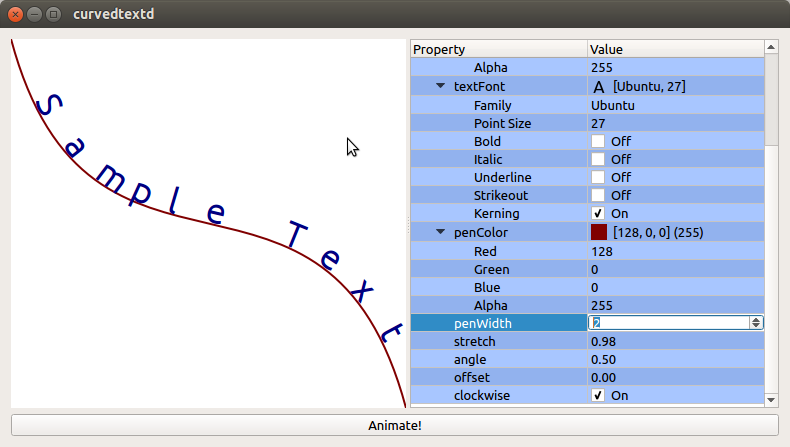 curvedtextd
Sample Text
Property Value
Alpha 255
textFont A [Ubuntu, 27]
Family Ubuntu
Point Size 27
Bold Off
Italic Off
Underline Off
Strikeout Off
Kerning On
penColor [128, 0, 0] (255)
Red 128
Green 0
Blue 0
Alpha 255
penWidth 2
stretch 0.98
angle 0.50
offset 0.00
clockwise On
Animate!